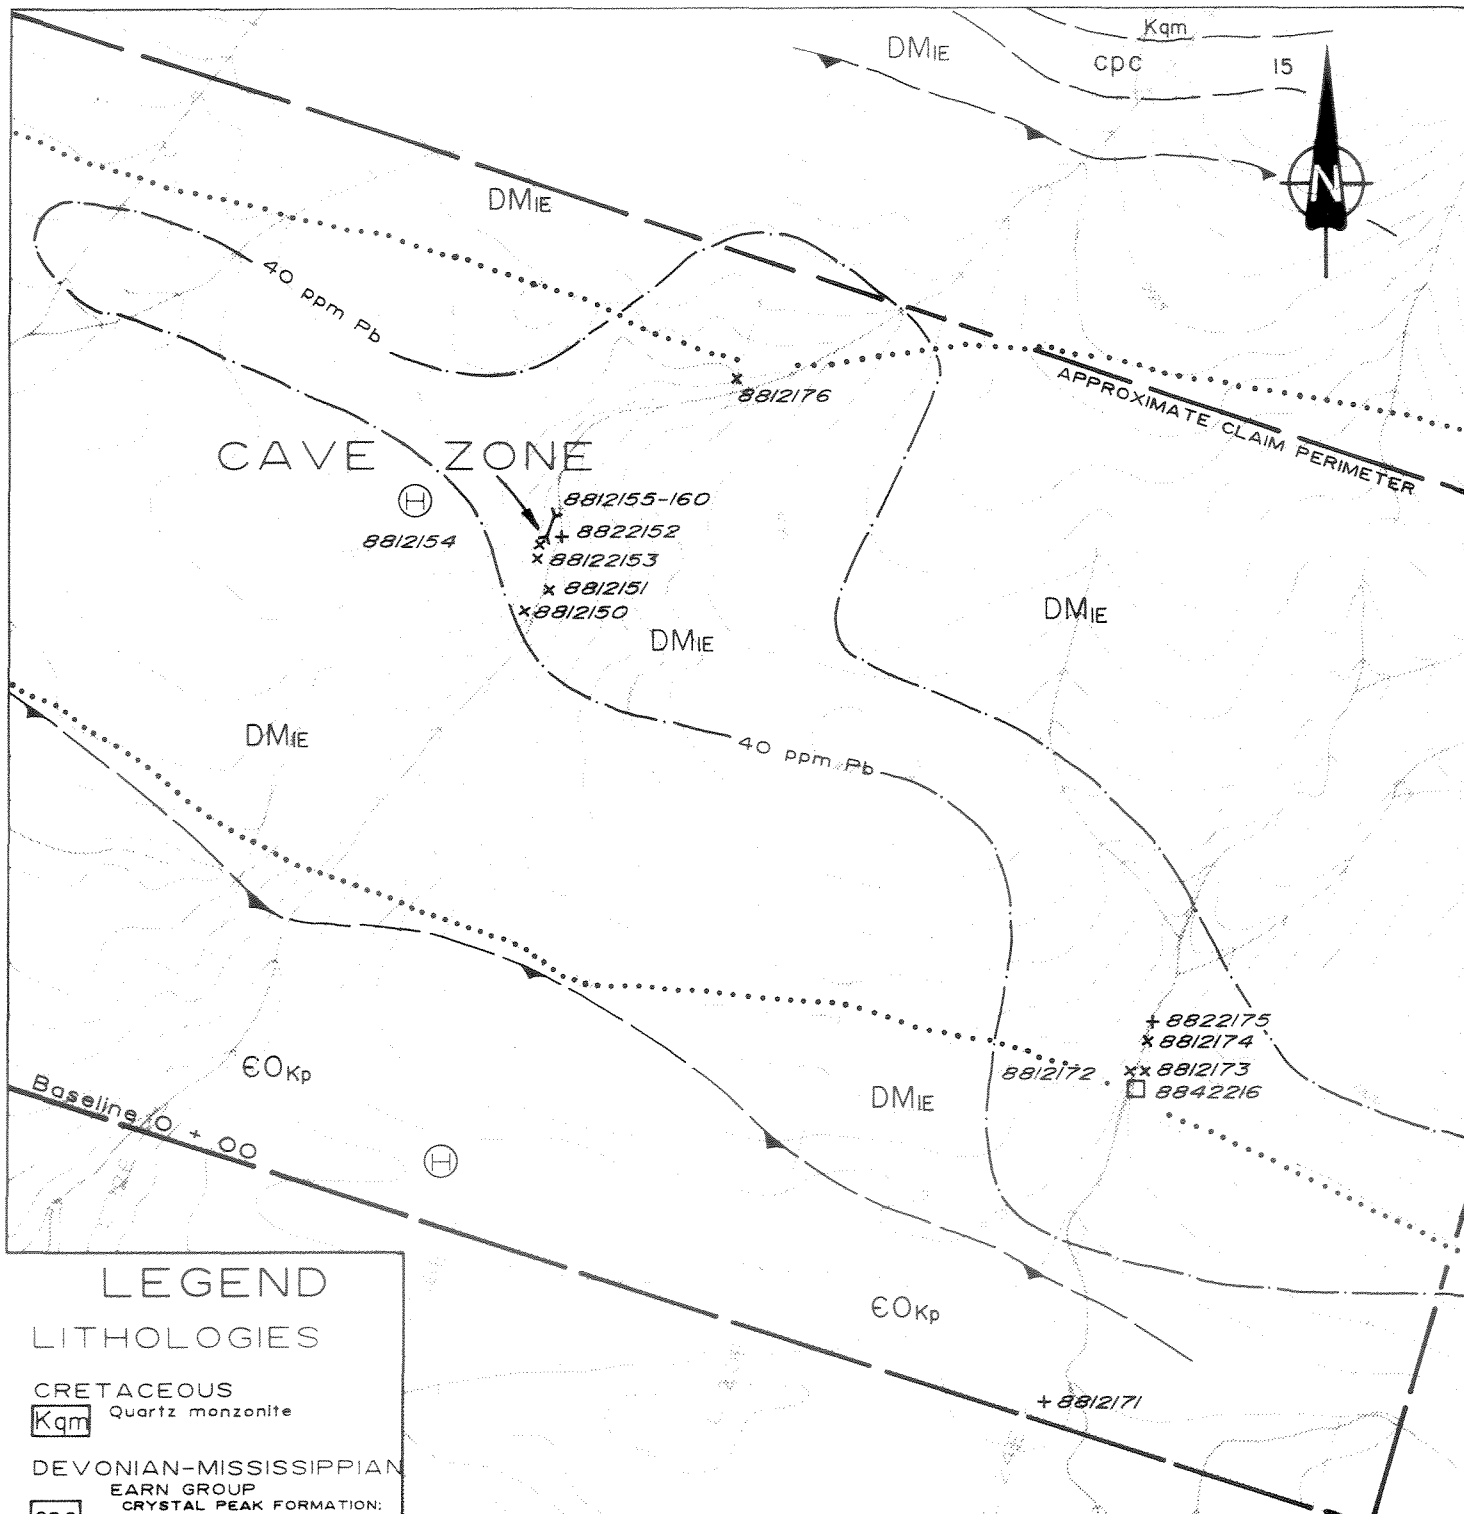 Kqm
DMIE
cpc
15
N
DMIE
40 ppm Pb
8812176
APPROXIMATE CLAIM PERIMETER
CAVE ZONE
8812155-160
8812154
8822152
88122153
8812151
8812150
DMIE
DMIE
DMIE
40 ppm Pb
8822175
8812174
8812172
8812173
8842216
ЄOKp
DMIE
Baseline 0 + 00
H
H
ЄOKp
8812171
LEGEND
LITHOLOGIES
CRETACEOUS
Kqm Quartz monzonite
DEVONIAN-MISSISSIPPIAN
EARN GROUP
CRYSTAL PEAK FORMATION: